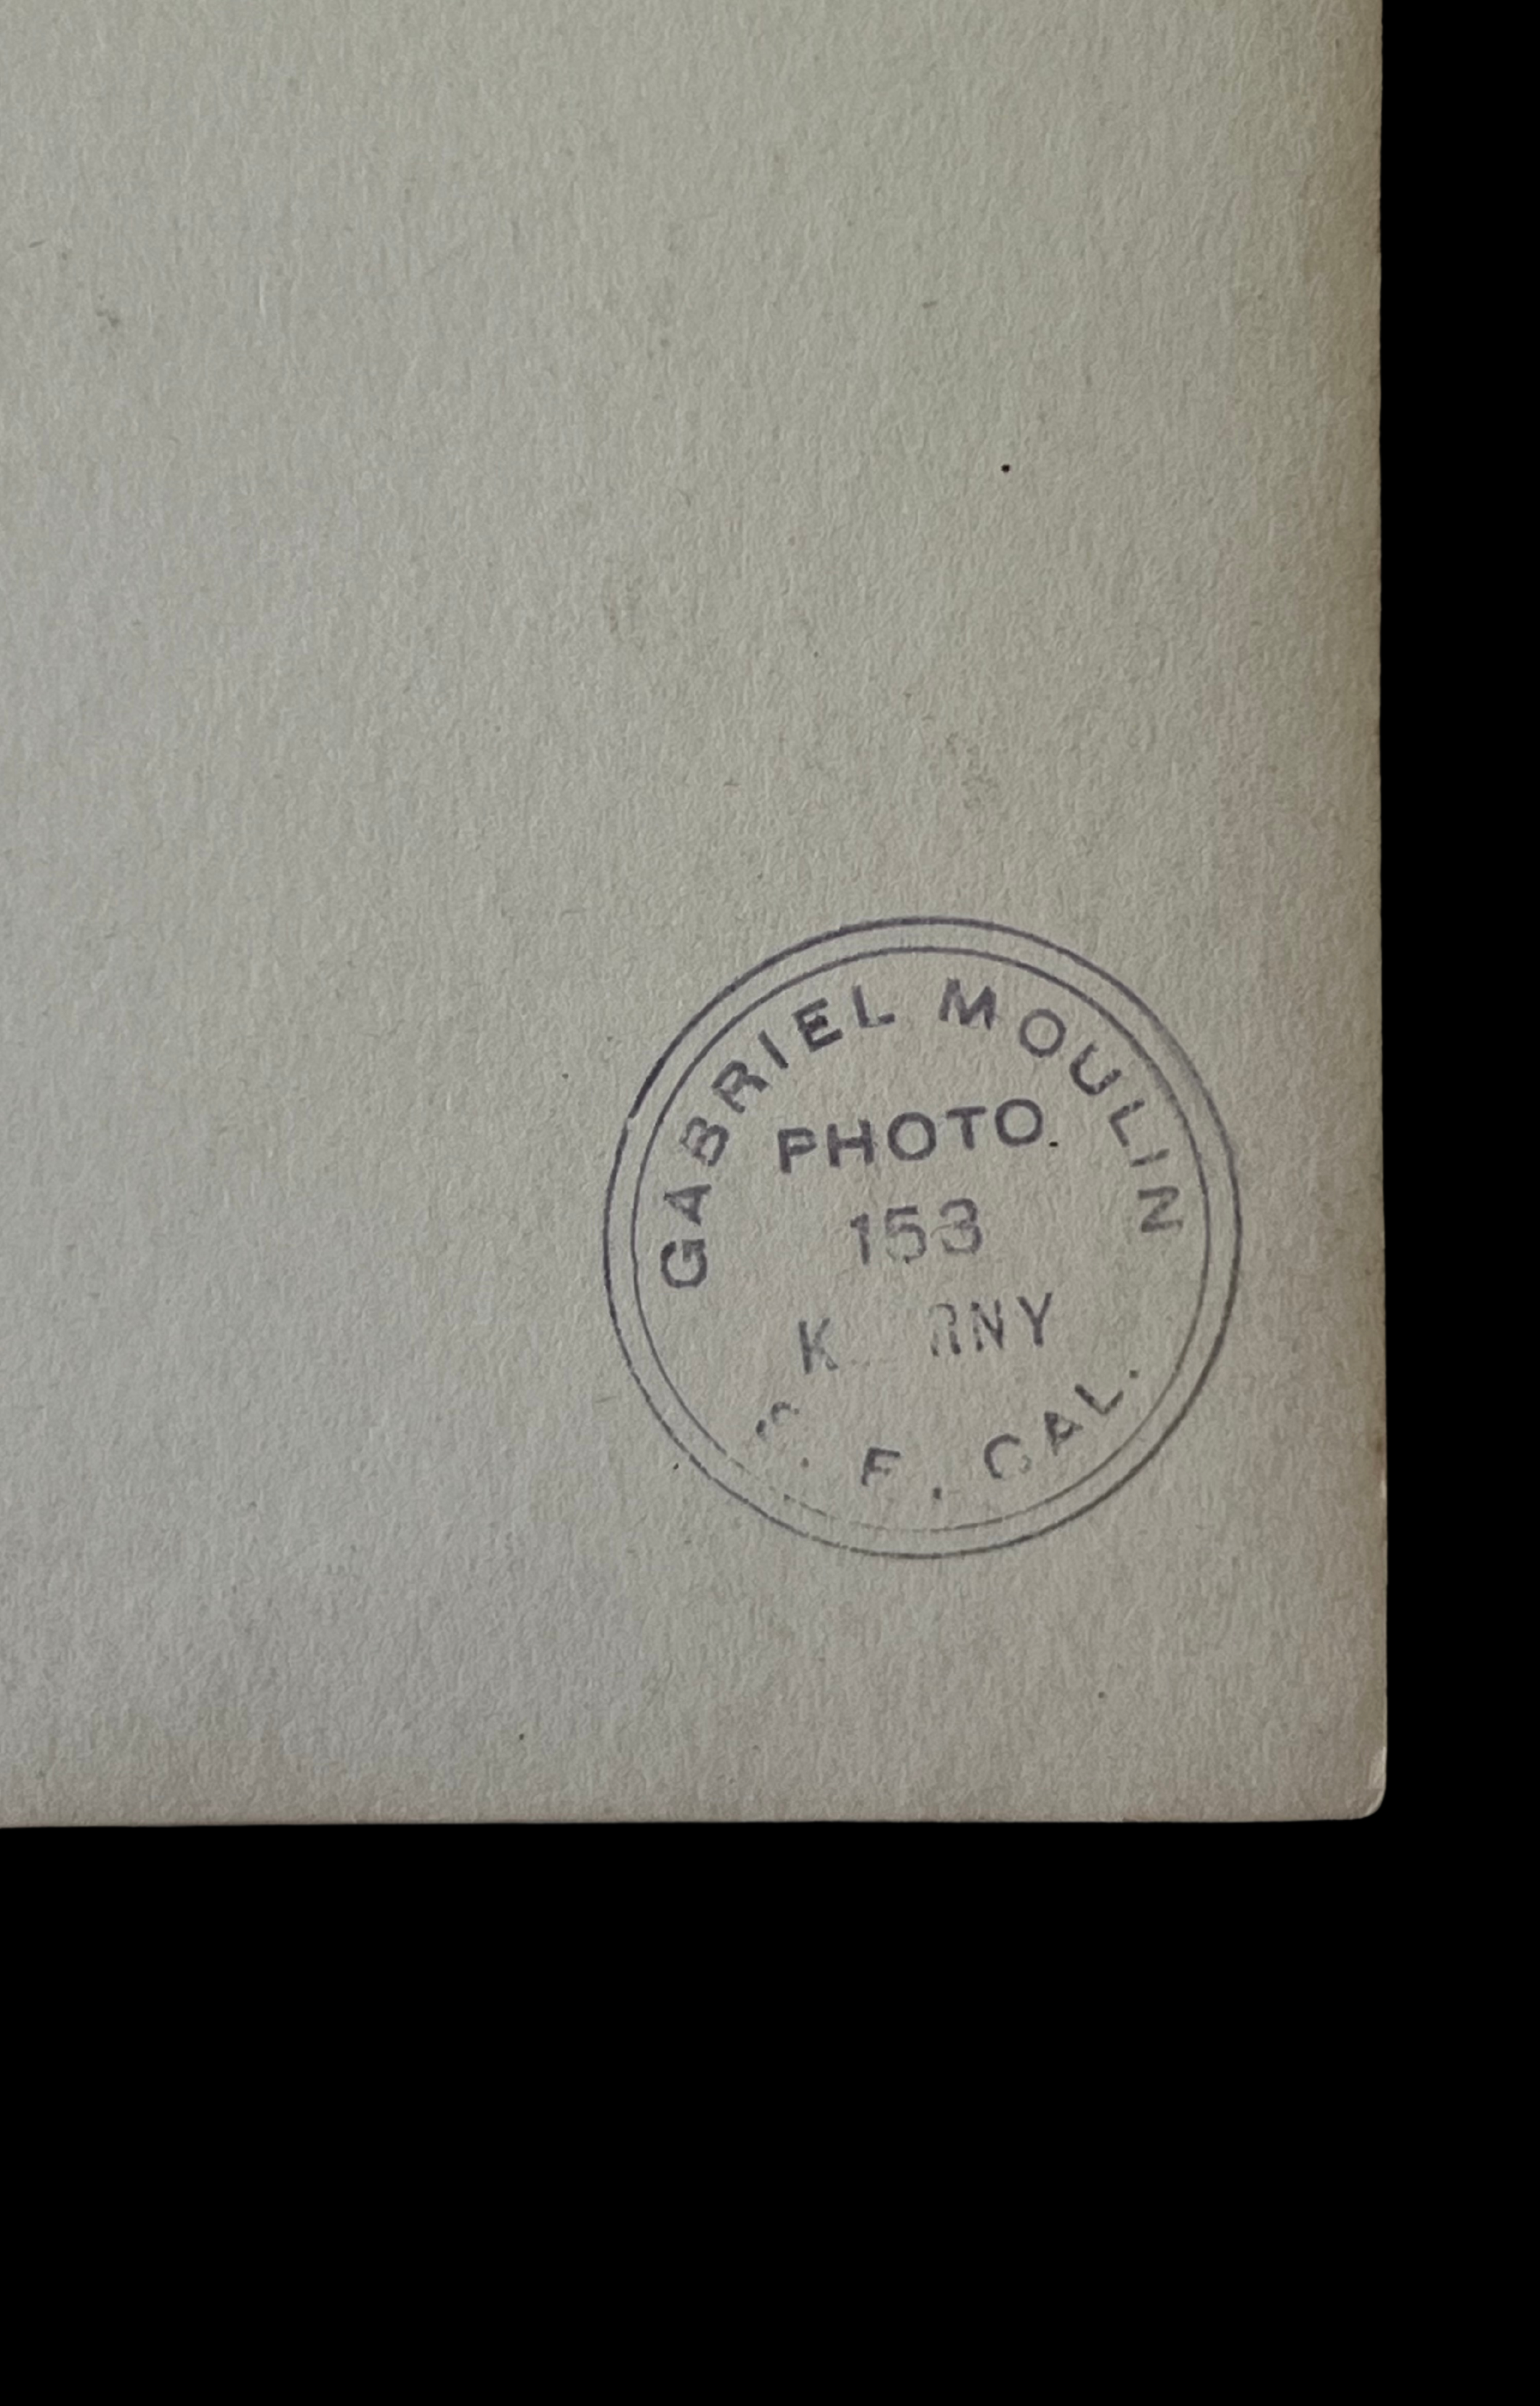 GABRIEL MOULIN
PHOTO.
153
S. F. CAL.